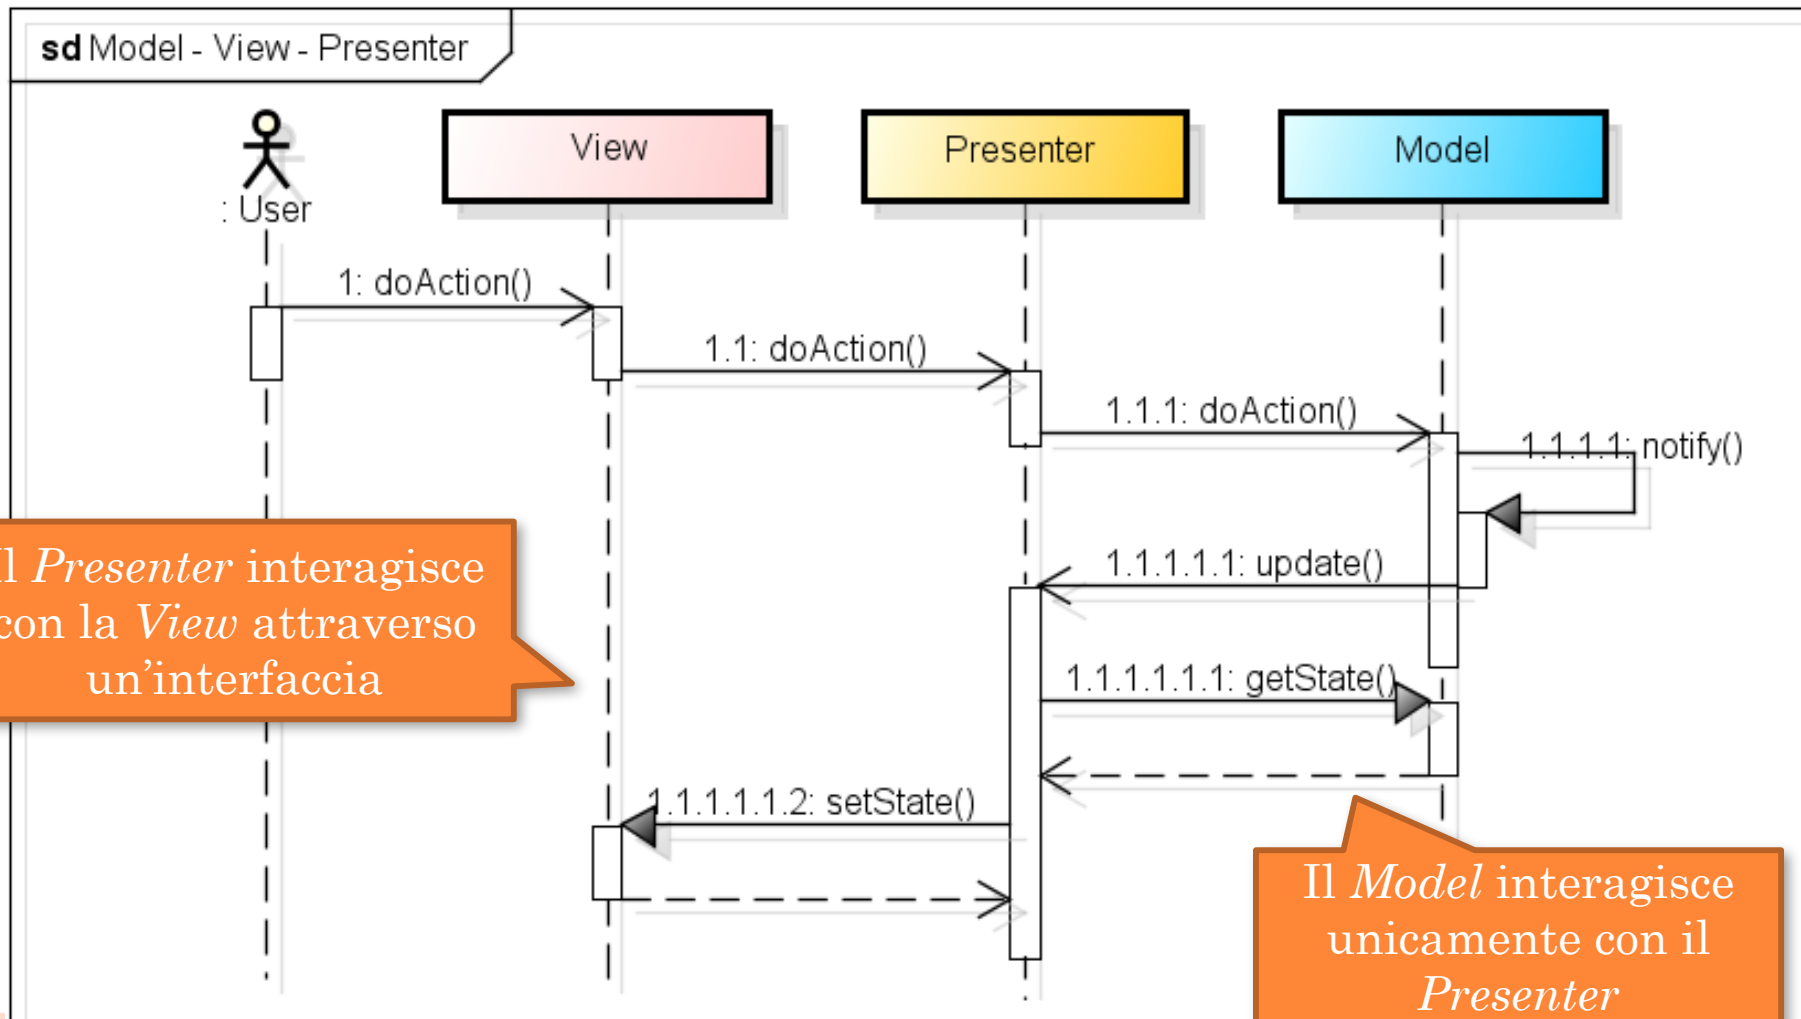 sd Model - View - Presenter
View
Presenter
Model
: User
1: doAction()
1.1: doAction()
1.1.1: doAction()
1.1.1.1: notify()
1.1.1.1.1: update()
1.1.1.1.1.1: getState()
1.1.1.1.1.2: setState()
Il Presenter interagisce
con la View attraverso
un’interfaccia
Il Model interagisce
unicamente con il
Presenter